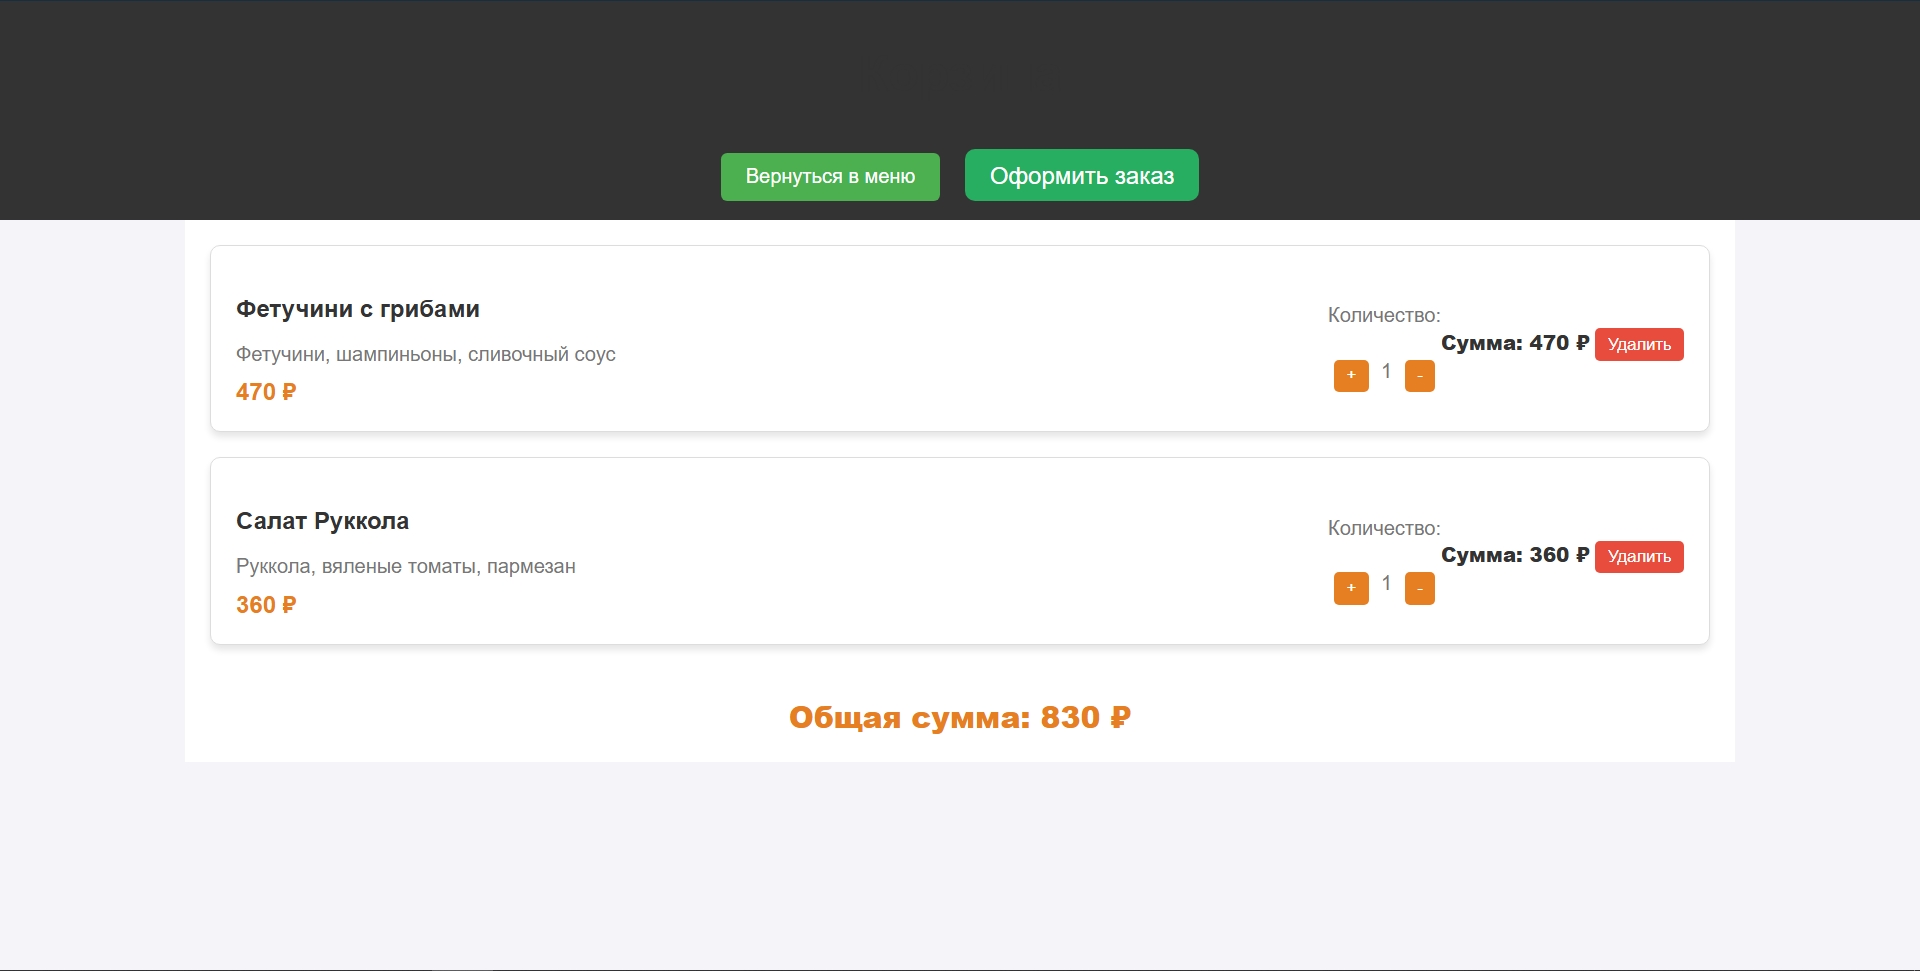 Вернуться в меню Оформить заказ
Фетучини с грибами
Фетучини, шампиньоны, сливочный соус
470 ₽
Количество:
+ 1 -
Сумма: 470 ₽ Удалить
Салат Руккола
Руккола, вяленые томаты, пармезан
360 ₽
Количество:
+ 1 -
Сумма: 360 ₽ Удалить
Общая сумма: 830 ₽